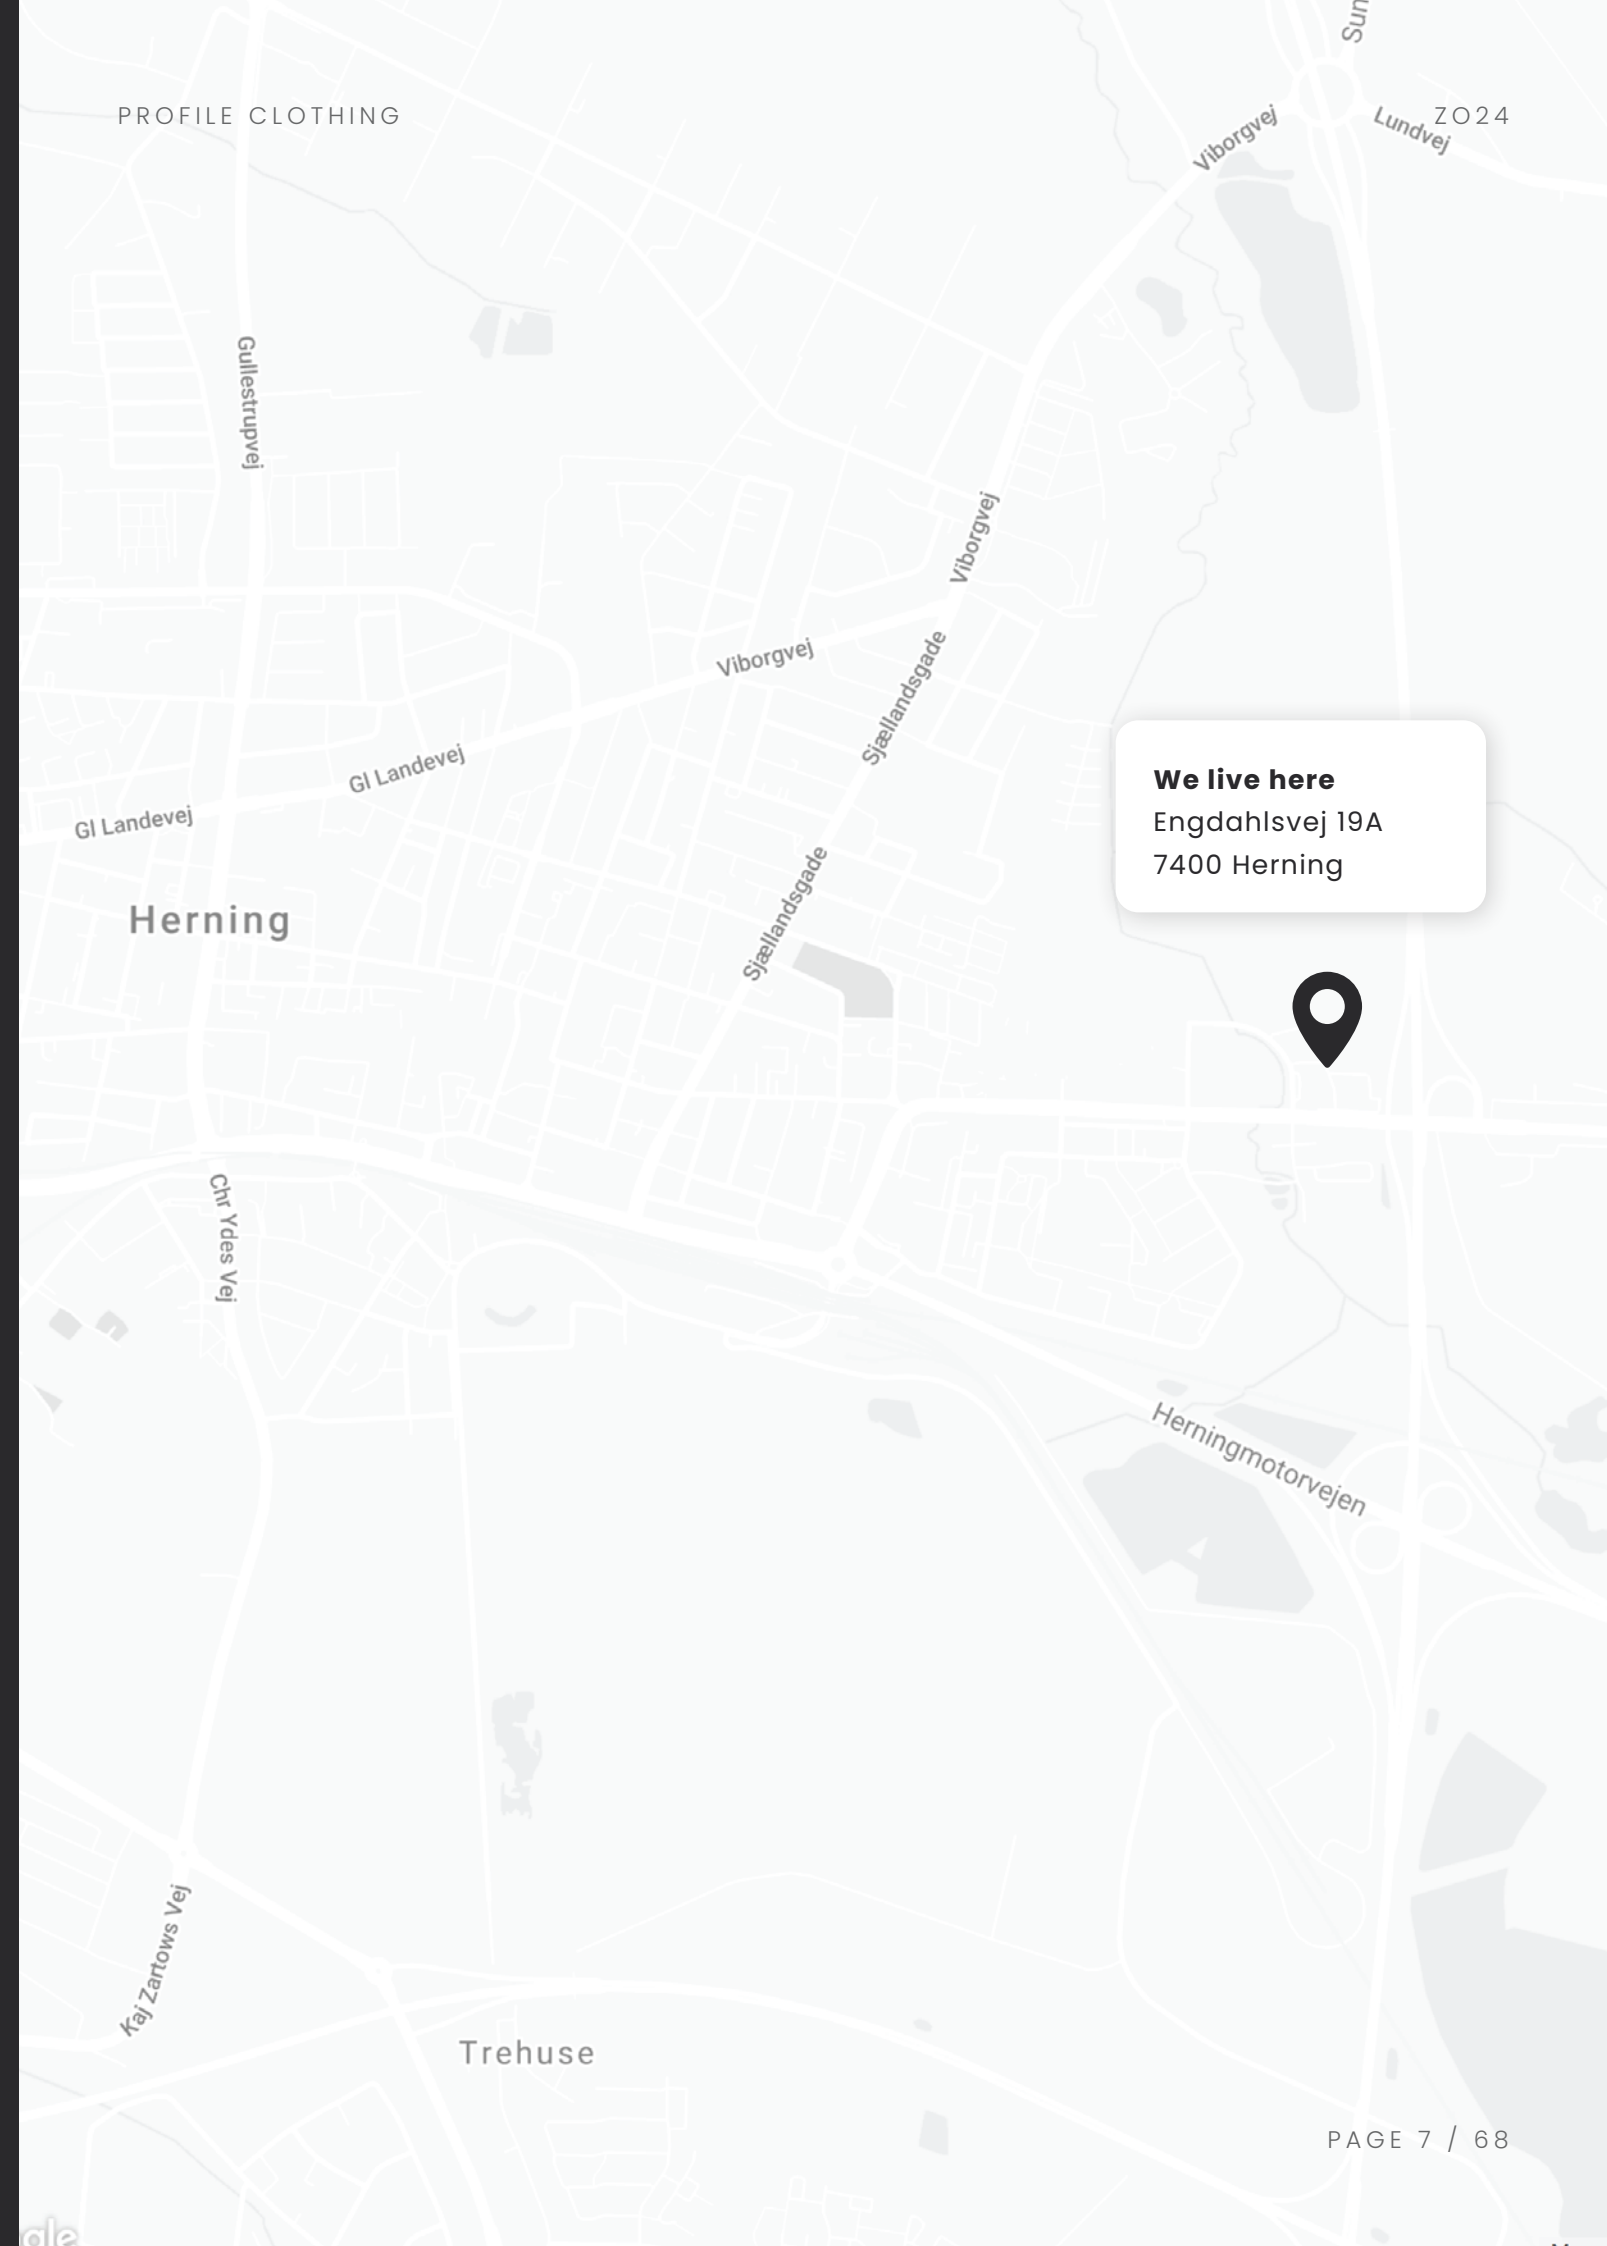 Sun
PROFILE CLOTHING
ZO24
Viborgvej
Lundvej
Gullestrupvej
Viborgvej
Viborgvej
Sjællandsgade
Gl Landevej
Gl Landevej
We live here
Engdahlsvej 19A
7400 Herning
Sjællandsgade
Herning
Chr Ydes Vej
Herningmotorvejen
Kaj Zartows Vej
Trehuse
PAGE 7 / 68
gle